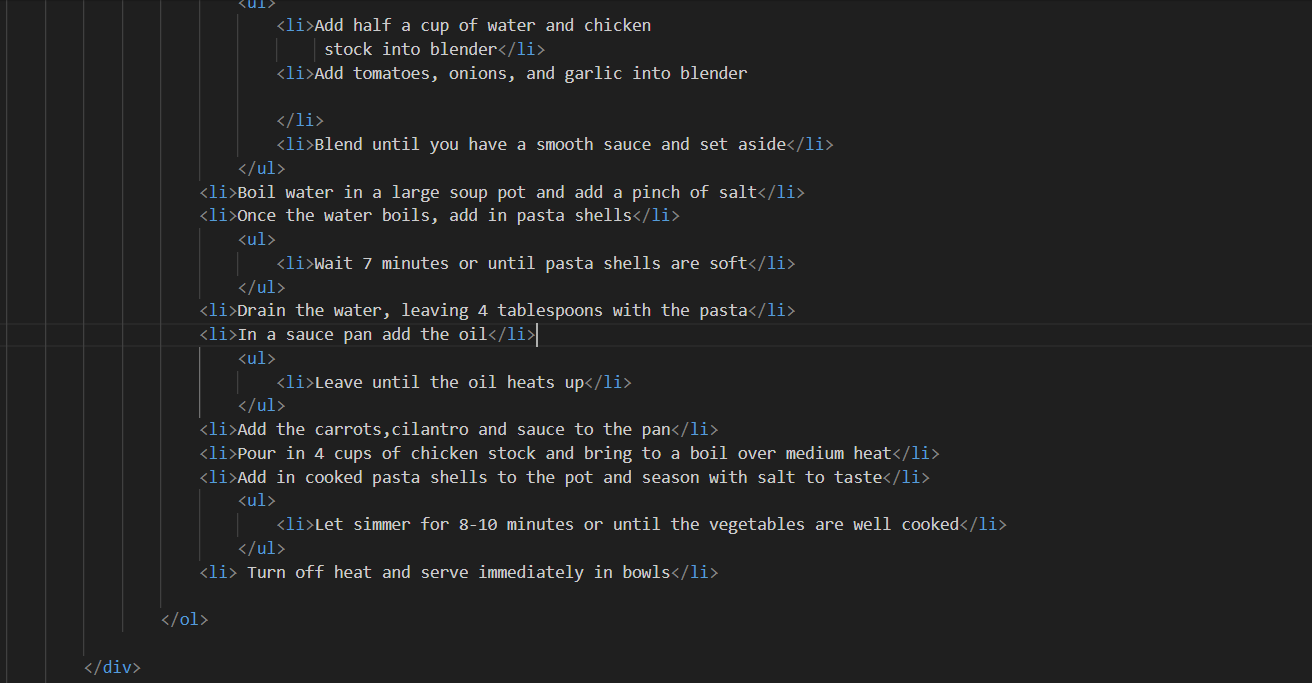 <ul>
<li>Add half a cup of water and chicken
stock into blender</li>
<li>Add tomatoes, onions, and garlic into blender
</li>
<li>Blend until you have a smooth sauce and set aside</li>
</ul>
<li>Boil water in a large soup pot and add a pinch of salt</li>
<li>Once the water boils, add in pasta shells</li>
<ul>
<li>Wait 7 minutes or until pasta shells are soft</li>
</ul>
<li>Drain the water, leaving 4 tablespoons with the pasta</li>
<li>In a sauce pan add the oil</li>
<ul>
<li>Leave until the oil heats up</li>
</ul>
<li>Add the carrots,cilantro and sauce to the pan</li>
<li>Pour in 4 cups of chicken stock and bring to a boil over medium heat</li>
<li>Add in cooked pasta shells to the pot and season with salt to taste</li>
<ul>
<li>Let simmer for 8-10 minutes or until the vegetables are well cooked</li>
</ul>
<li> Turn off heat and serve immediately in bowls</li>
</ol>
</div>